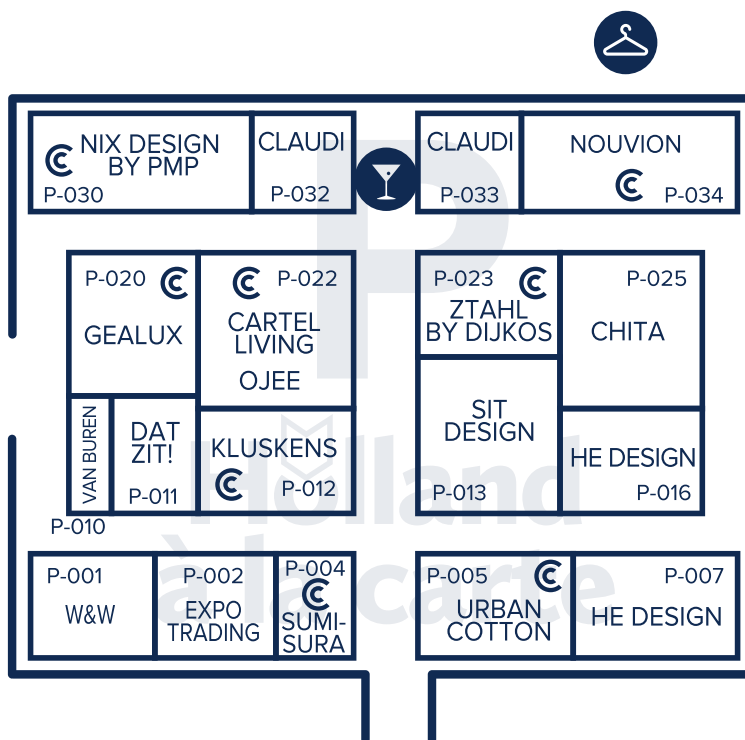 NIX DESIGN
BY PMP
P-030
CLAUDI
P-032
CLAUDI
P-033
NOUVION
P-034
P-020
GEALUX
P-022
CARTEL
LIVING
OJEE
P-023
ZTAHL
BY DIJKOS
P-025
CHITA
VAN BUREN
P-010
DAT
ZIT!
P-011
KLUSKENS
P-012
SIT
DESIGN
P-013
HE DESIGN
P-016
P-001
W&W
P-002
EXPO
TRADING
P-004
SUMI-
SURA
P-005
URBAN
COTTON
P-007
HE DESIGN
P
Holland
à la carte